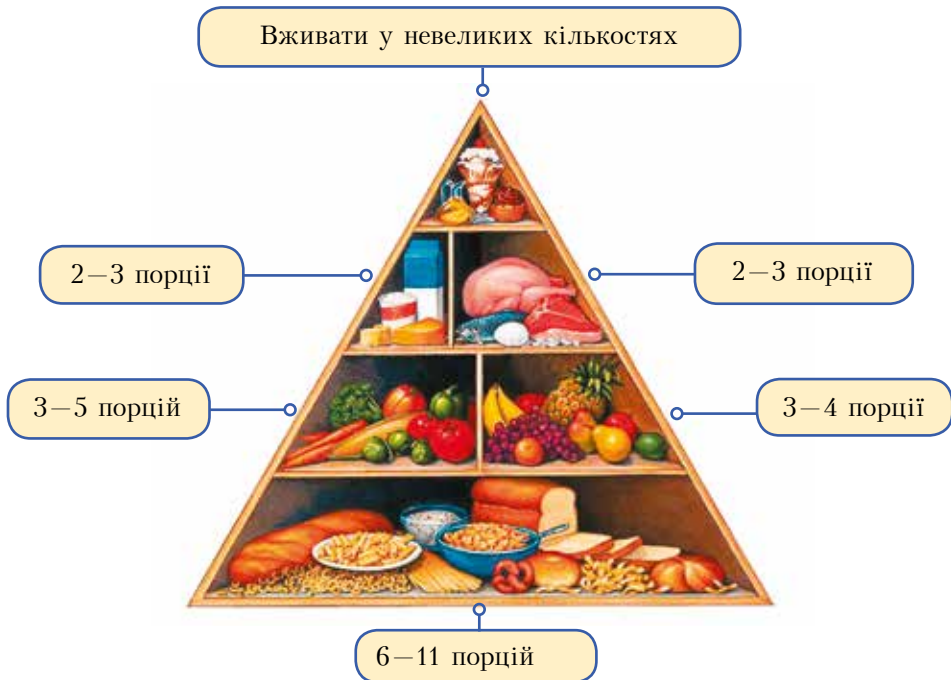 Вживати у невеликих кількостях
2–3 порції
2–3 порції
3–5 порцій
3–4 порції
6–11 порцій